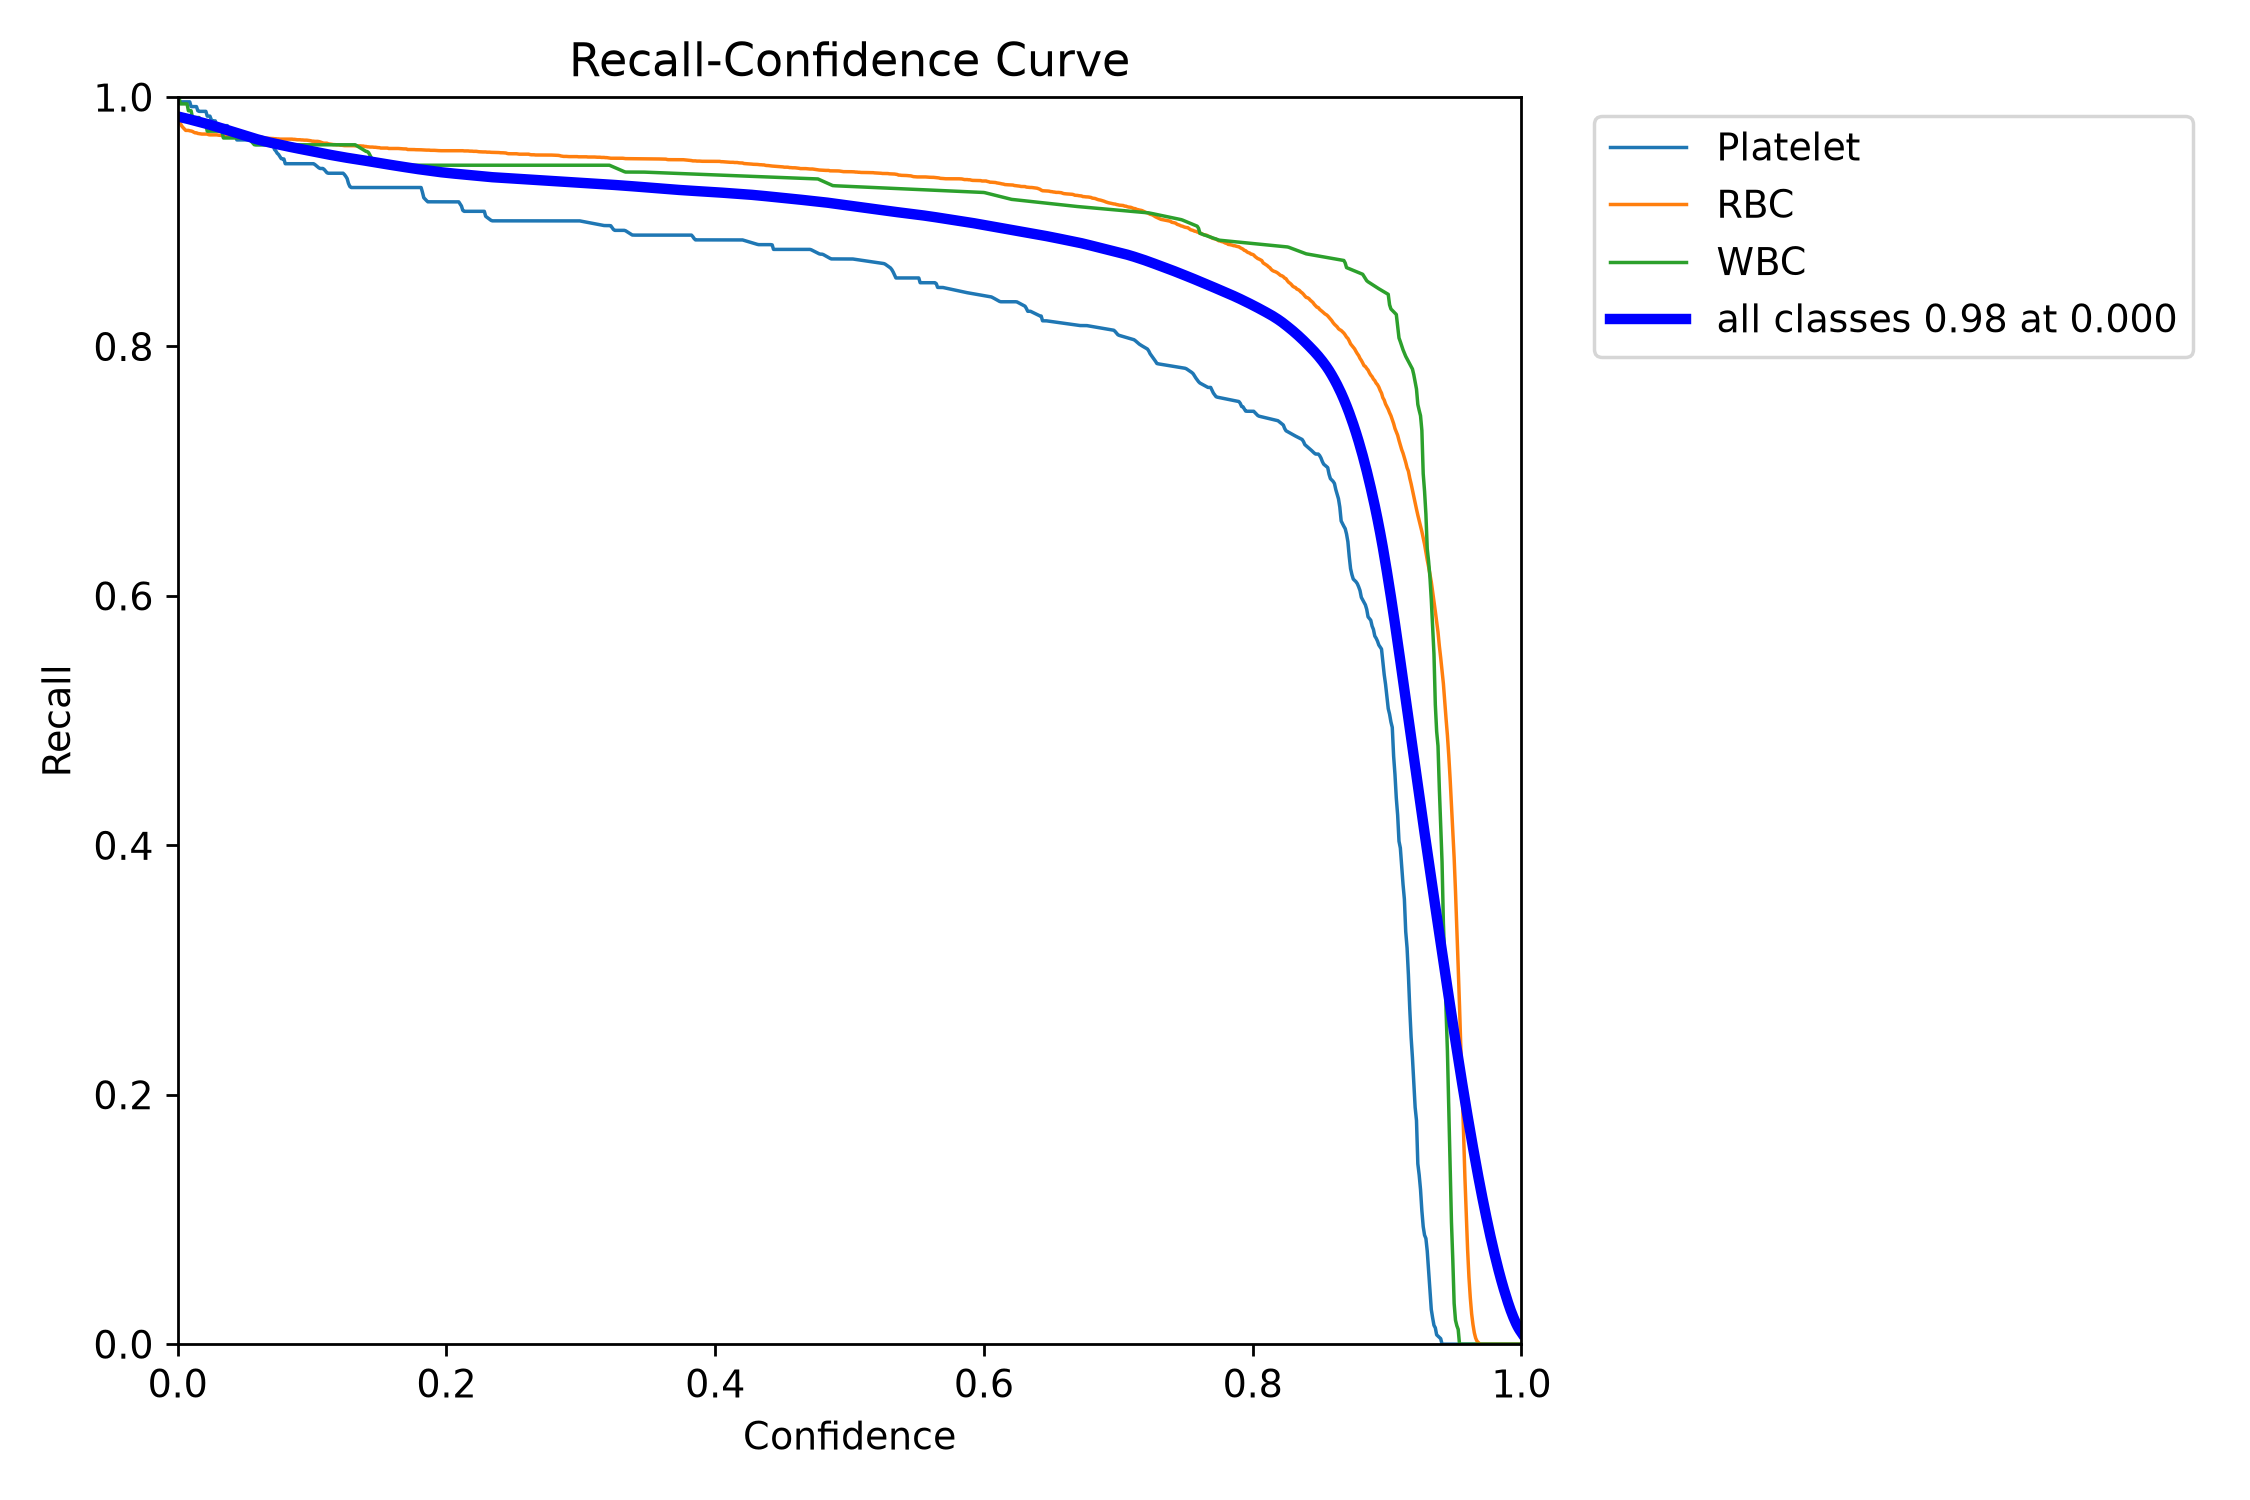 Recall-Confidence Curve
1.0
0.8
0.6
0.4
0.2
0.0
Recall
0.0 0.2 0.4 0.6 0.8 1.0
Confidence
Platelet
RBC
WBC
all classes 0.98 at 0.000